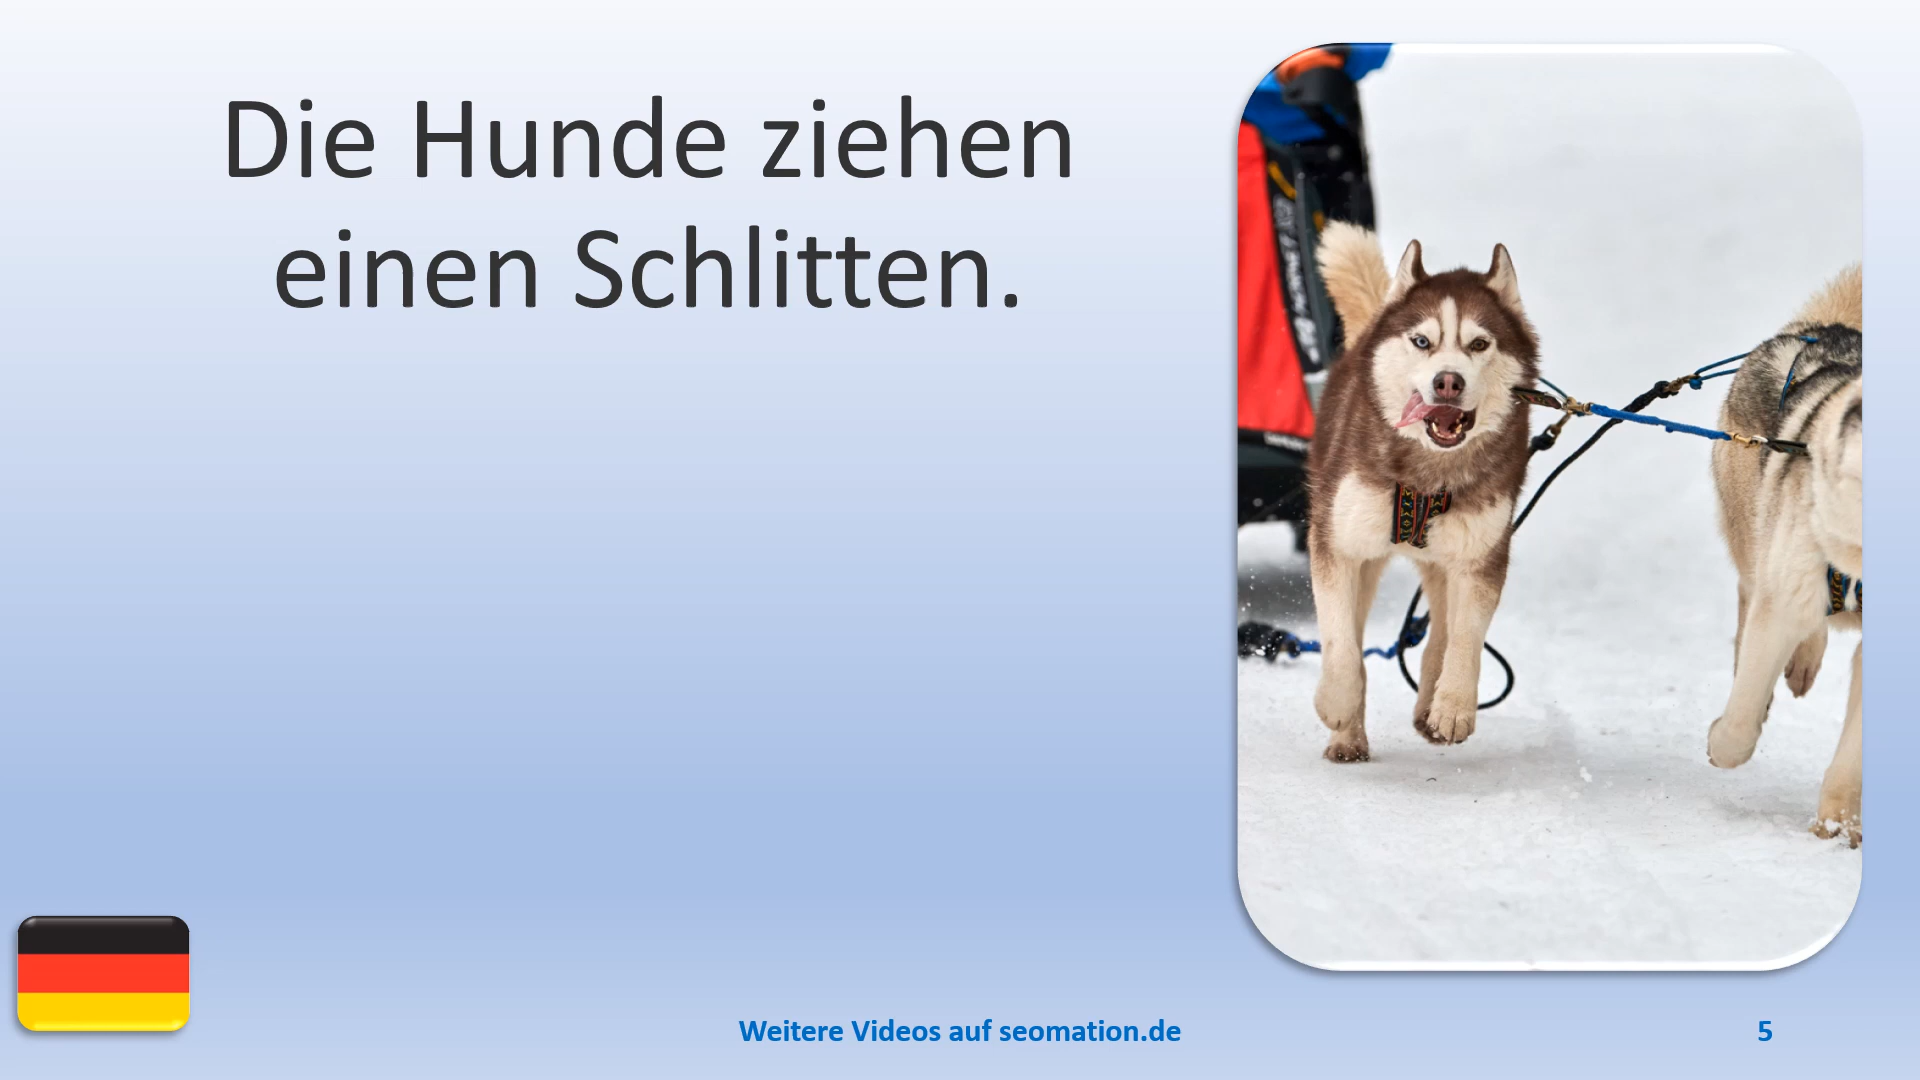 Die Hunde ziehen
einen Schlitten.
Weitere Videos auf seomation.de
5